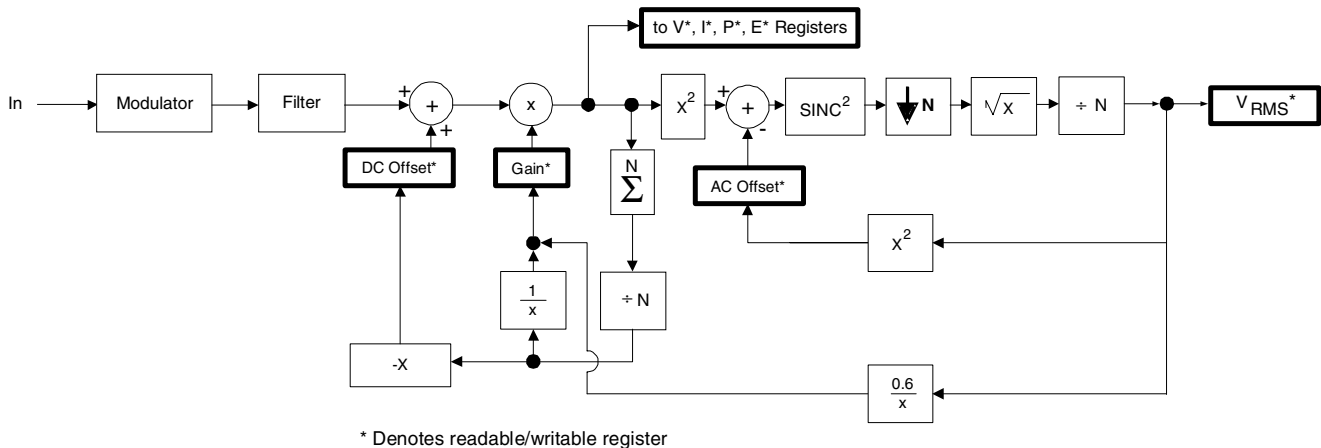 to V*, I*, P*, E* Registers
In
Modulator
Filter
+
+
+
x
X²
+
+
-
SINC²
N
√X
÷ N
V RMS*
DC Offset*
Gain*
N
Σ
AC Offset*
X²
1
x
÷ N
-X
0.6
x
* Denotes readable/writable register